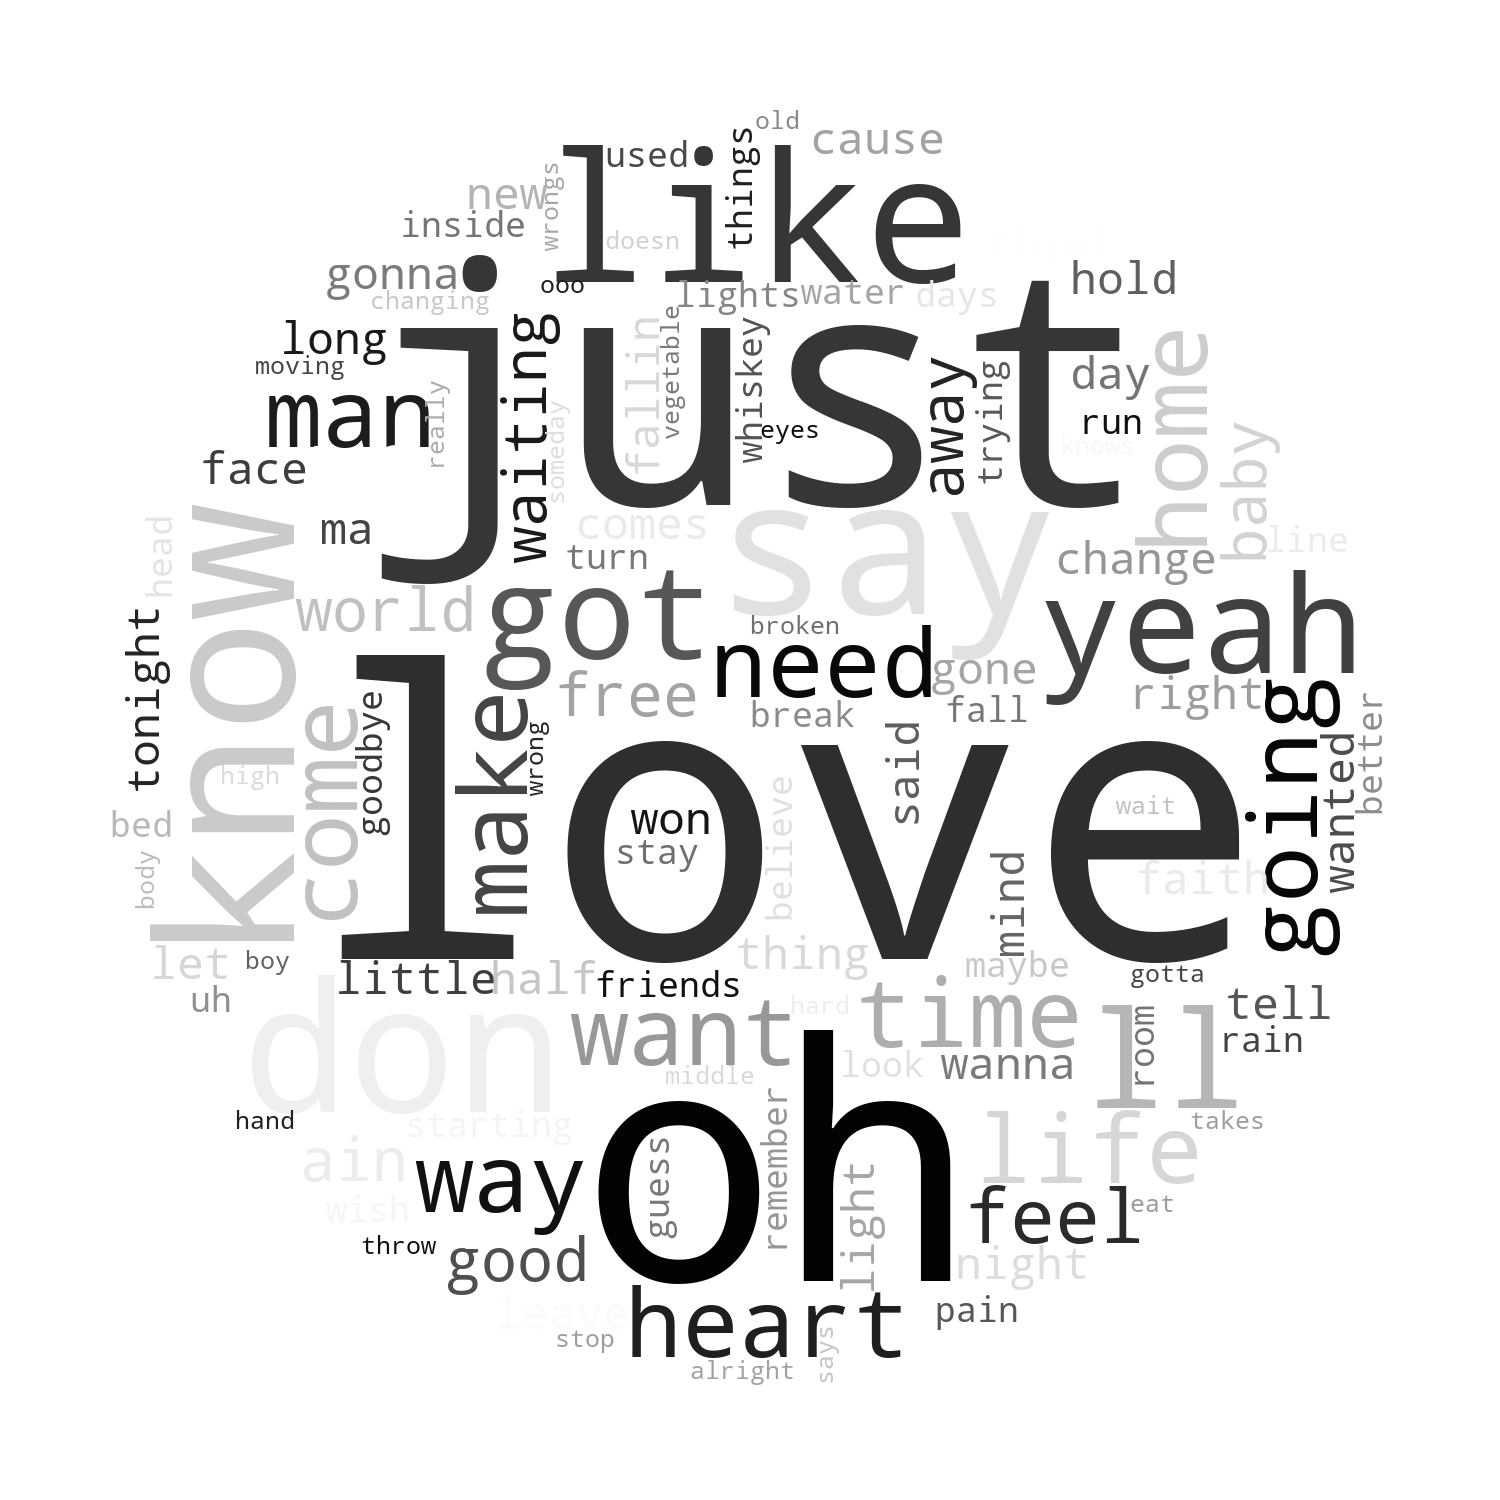 old
used
things
cause
like
new
wrongs
inside
doesn
gonna
ooo
lights
water
days
hold
changing
just
long
moving
man
really
waiting
someday
fallin
vegetable
whiskey
eyes
away
trying
day
run
knows
home
baby
face
know
ma
head
comes
turn
say
change
line
tonight
world
got
broken
need
gone
yeah
free
break
fall
right
come
goodbye
make
wrong
love
won
stay
believe
said
mind
wait
faith
going
wanted
better
high
bed
body
let
boy
uh
little
half
friends
thing
maybe
gotta
tell
rain
don
want
hard
time
ll
room
wanna
look
middle
hand
starting
oh
remember
guess
light
life
takes
ain
way
wish
feel
eat
throw
good
night
leave
heart
pain
stop
alright
says